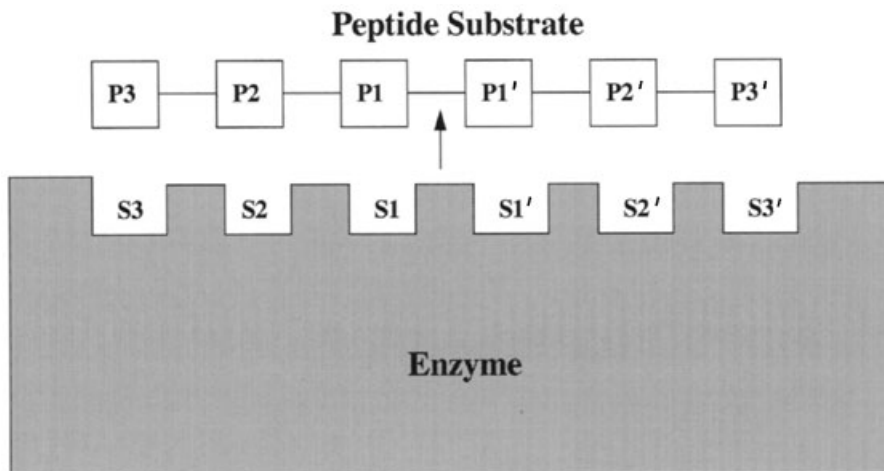 Peptide Substrate
P3 P2 P1 P1′ P2′ P3′
S3 S2 S1 S1′ S2′ S3′
Enzyme